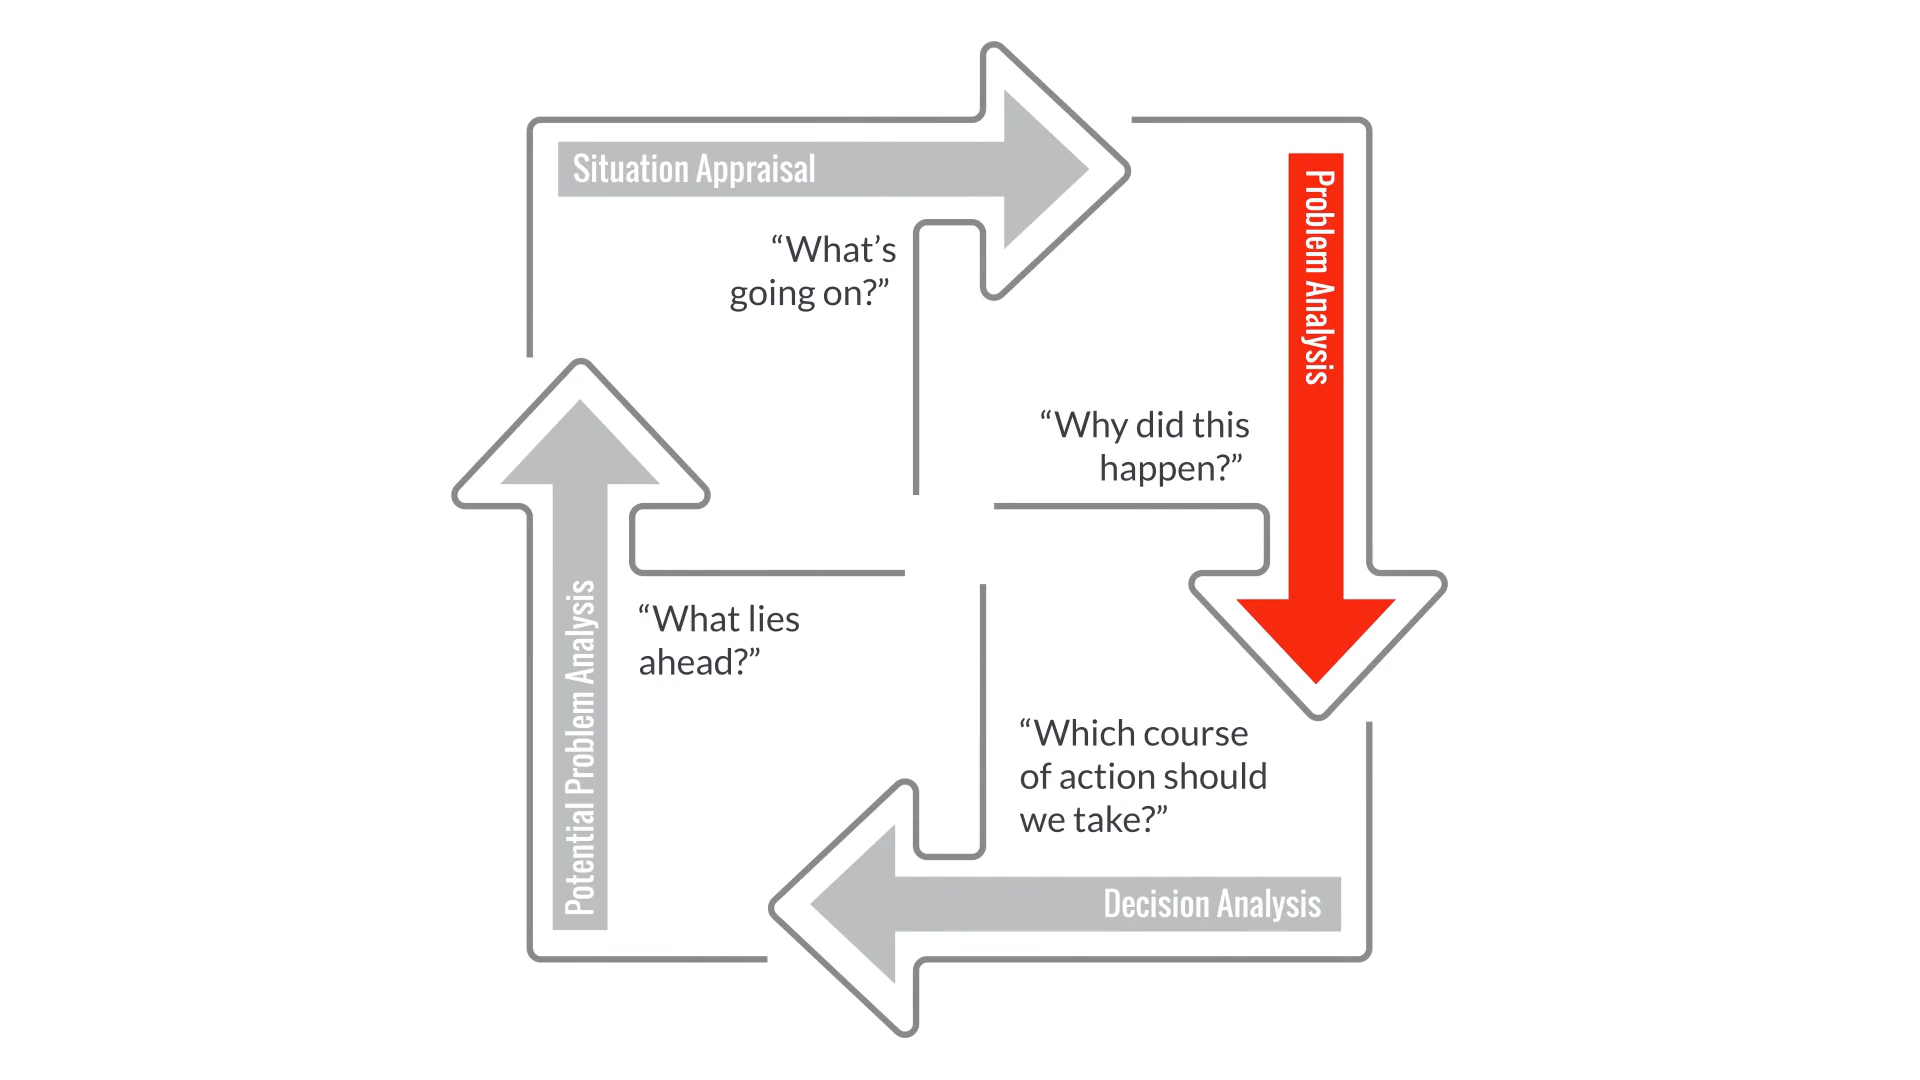 Situation Appraisal
“What’s
going on?”
Problem Analysis
“Why did this
happen?”
“Which course
of action should
we take?”
Decision Analysis
Potential Problem Analysis
“What lies
ahead?”